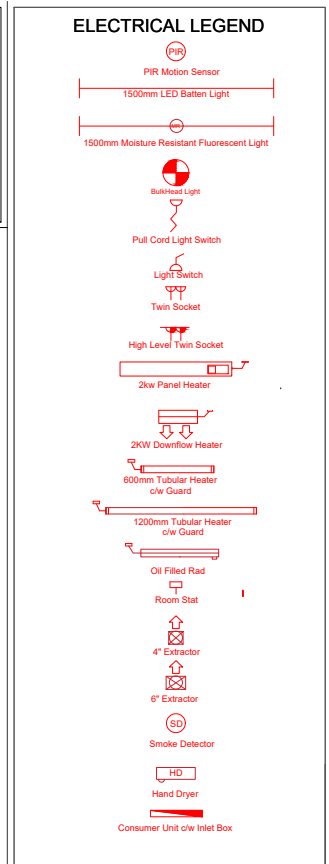 ELECTRICAL LEGEND
PIR
PIR Motion Sensor
1500mm LED Batten Light
1500mm Moisture Resistant Fluorescent Light
BulkHead Light
Pull Cord Light Switch
Light Switch
Twin Socket
High Level Twin Socket
2kw Panel Heater
2KW Downflow Heater
600mm Tubular Heater
c/w Guard
1200mm Tubular Heater
c/w Guard
Oil Filled Rad
Room Stat
4" Extractor
6" Extractor
SD
Smoke Detector
HD
Hand Dryer
Consumer Unit c/w Inlet Box